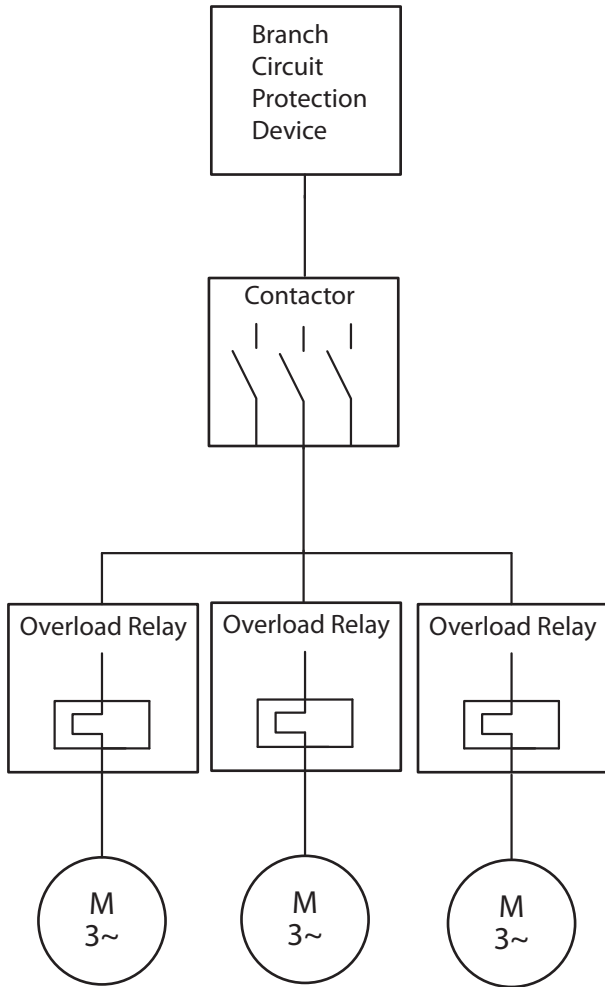 Branch
Circuit
Protection
Device
Contactor
Overload Relay
Overload Relay
Overload Relay
M
3~
M
3~
M
3~